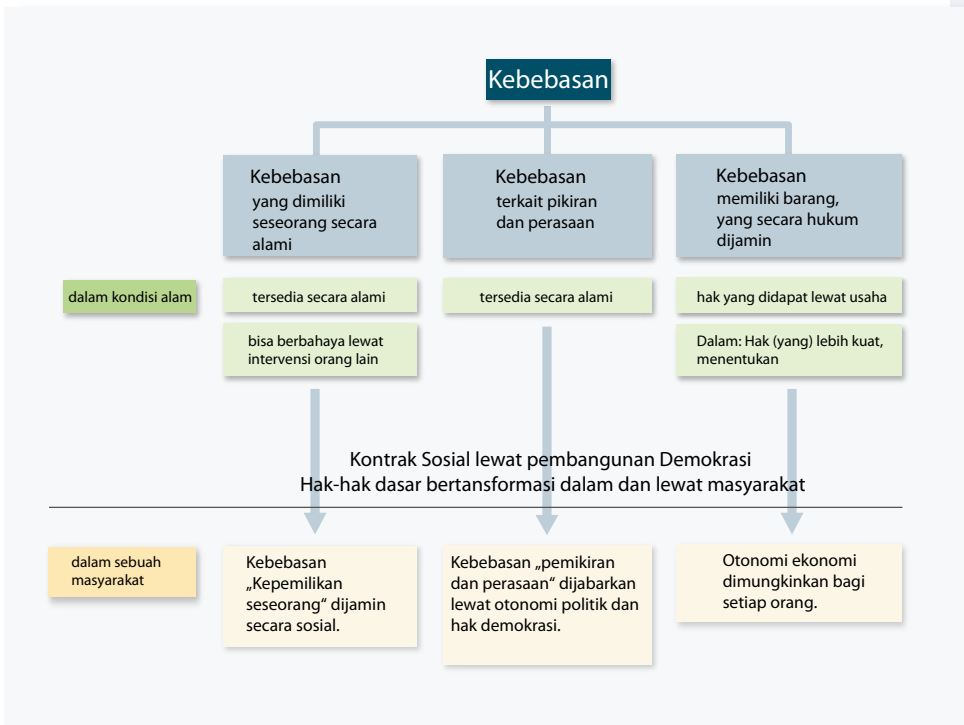 Kebebasan
Kebebasan
yang dimiliki
seseorang secara
alami
Kebebasan
terkait pikiran
dan perasaan
Kebebasan
memiliki barang,
yang secara hukum
dijamin
dalam kondisi alam
tersedia secara alami
tersedia secara alami
hak yang didapat lewat usaha
bisa berbahaya lewat
intervensi orang lain
Dalam: Hak (yang) lebih kuat,
menentukan
Kontrak Sosial lewat pembangunan Demokrasi
Hak-hak dasar bertansformasi dalam dan lewat masyarakat
dalam sebuah
masyarakat
Kebebasan
„Kepemilikan
seseorang“ dijamin
secara sosial.
Kebebasan „pemikiran
dan perasaan“ dijabarkan
lewat otonomi politik dan
hak demokrasi.
Otonomi ekonomi
dimungkinkan bagi
setiap orang.